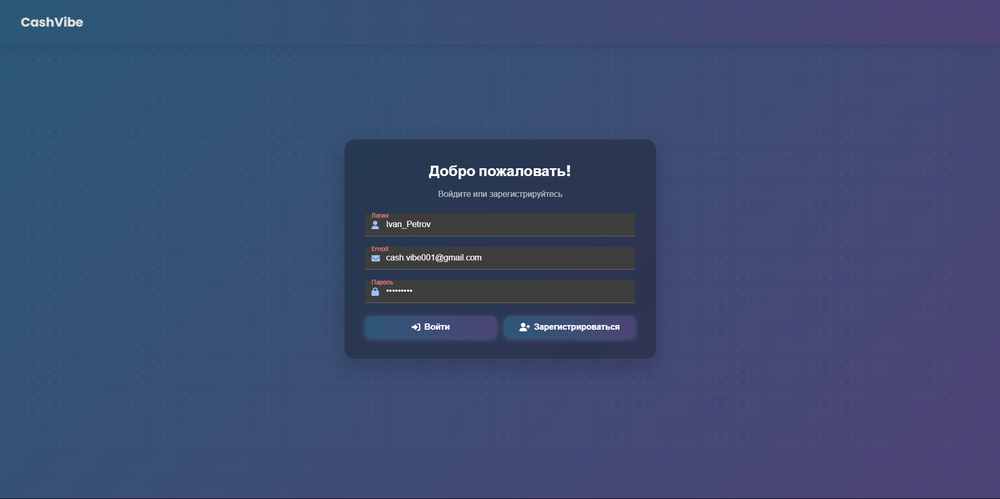 CashVibe
Добро пожаловать!
Войдите или зарегистрируйтесь
Логин
Ivan_Petrov
Email
cash.vibe001@gmail.com
Пароль
•••••••••
Войти
Зарегистрироваться